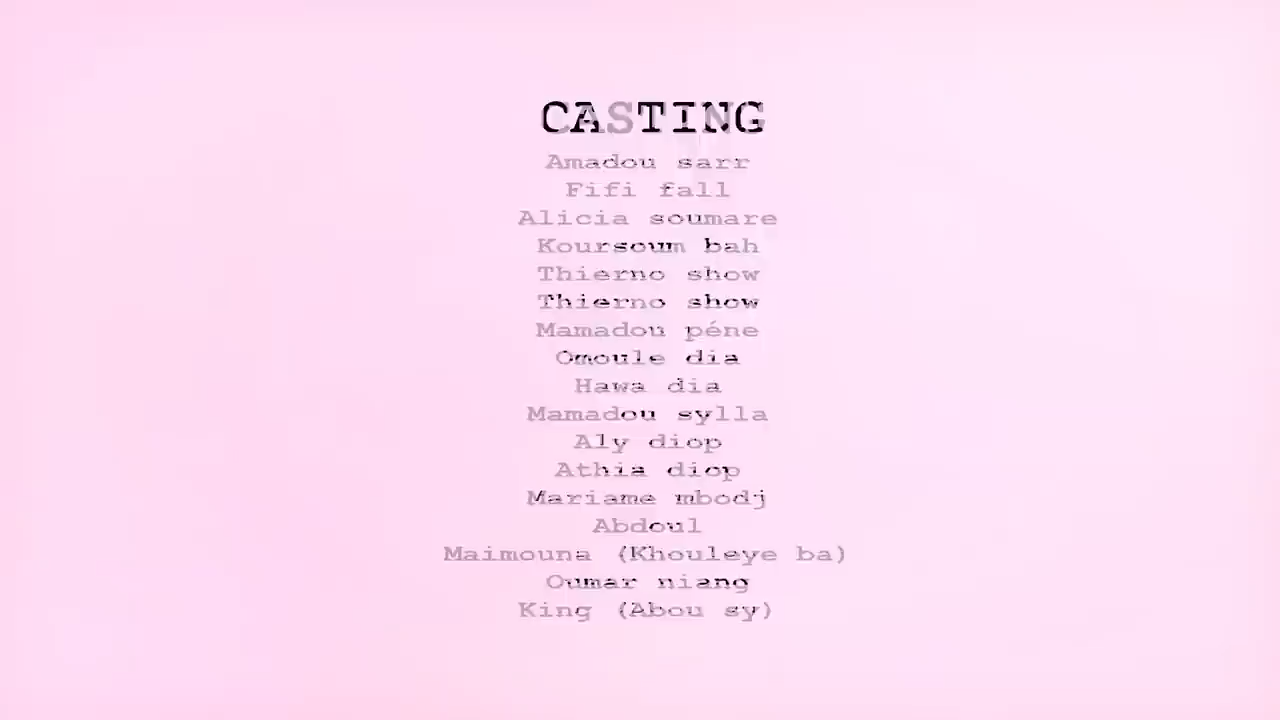 CASTING
Amadou sarr
Fifi fall
Alicia soumare
Koursoum bah
Thierno show
Thierno show
Mamadou péne
Omoule dia
Hawa dia
Mamadou sylla
Aly diop
Athia diop
Mariame mbodj
Abdoul
Maimouna (Khouleye ba)
Oumar niang
King (Abou sy)